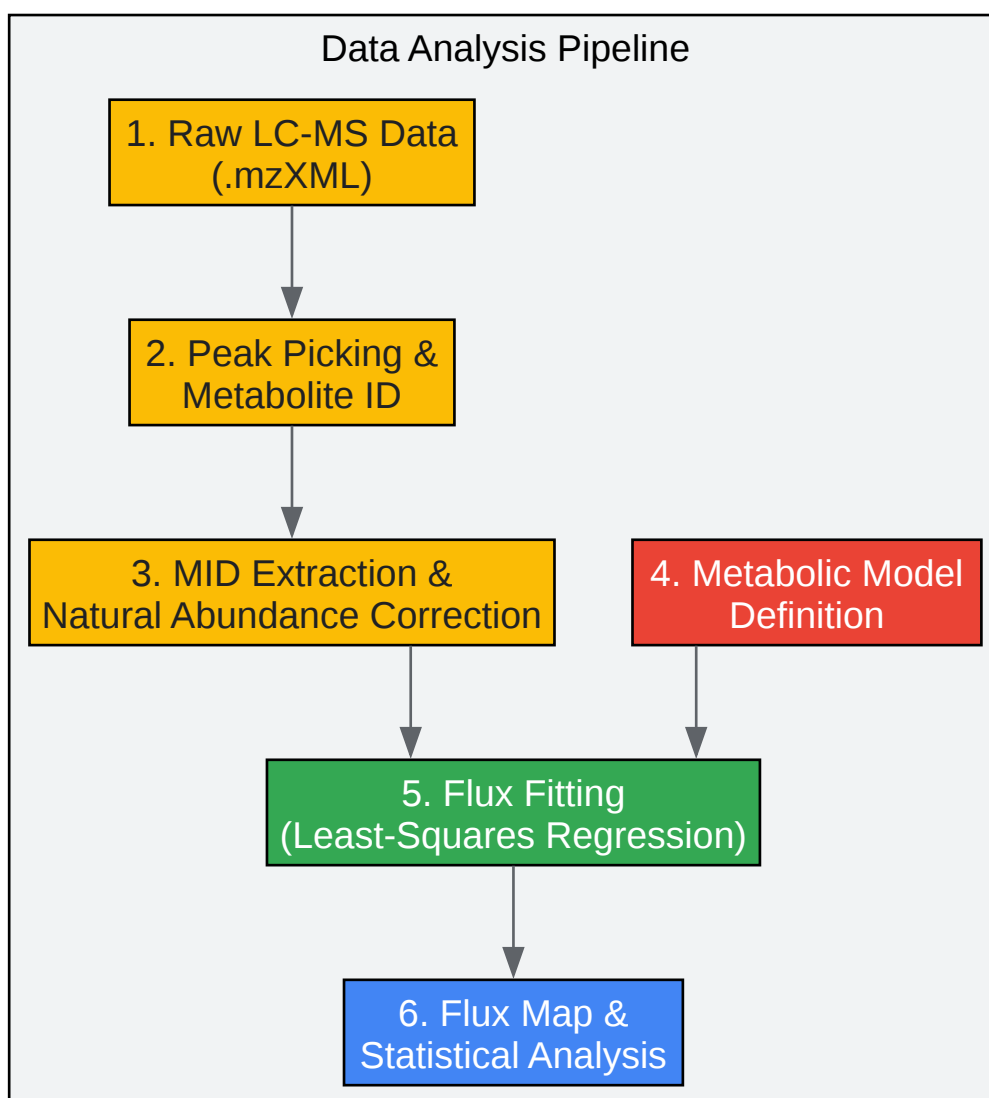 Data Analysis Pipeline
1. Raw LC-MS Data
(.mzXML)
2. Peak Picking &
Metabolite ID
3. MID Extraction &
Natural Abundance Correction
4. Metabolic Model
Definition
5. Flux Fitting
(Least-Squares Regression)
6. Flux Map &
Statistical Analysis